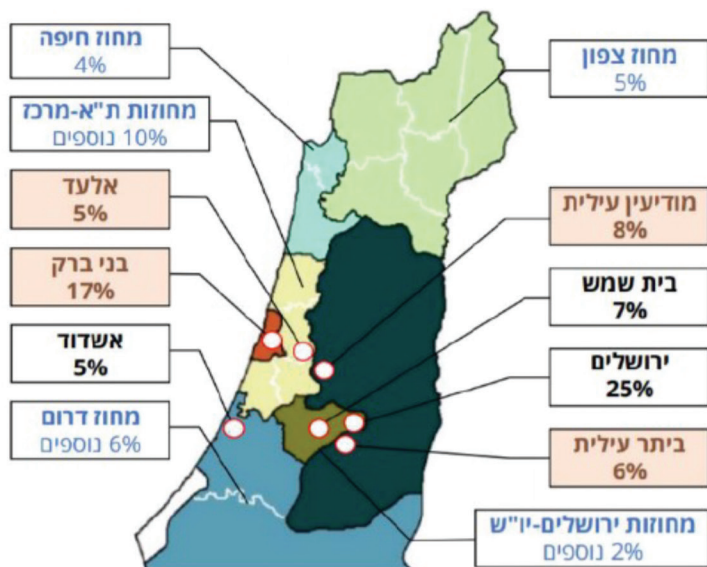 מחוז חיפה
4%
מחוז צפון
5%
מחוזות ת"א-מרכז
10% נוספים
אלעד
5%
מודיעין עילית
8%
בני ברק
17%
בית שמש
7%
אשדוד
5%
ירושלים
25%
מחוז דרום
6% נוספים
ביתר עילית
6%
מחוזות ירושלים-יו"ש
2% נוספים